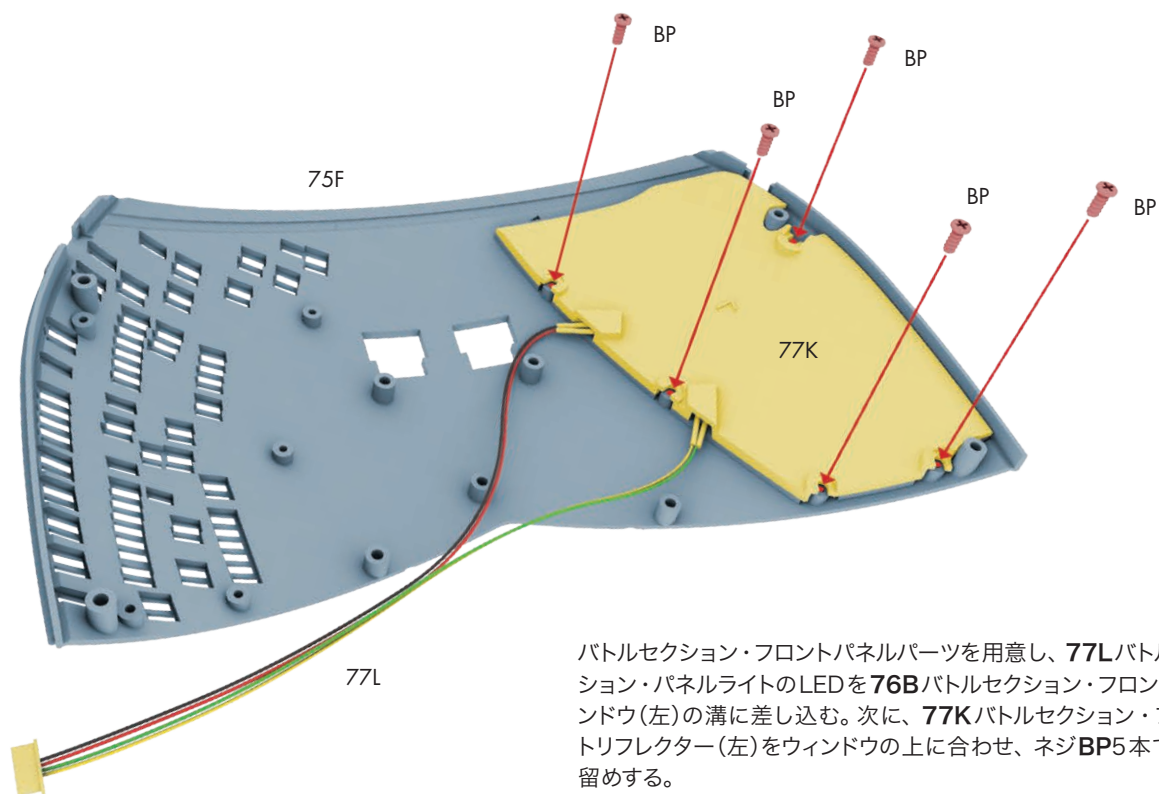 BP
BP
BP
75F
BP
BP
77K
77L
バトルセクション・フロントパネルパーツを用意し、77Lバトル
ション・パネルライトのLEDを76Bバトルセクション・フロン
ンドウ(左)の溝に差し込む。次に、77Kバトルセクション・
トリフレクター(左)をウィンドウの上に合わせ、ネジBP5本
留めする。